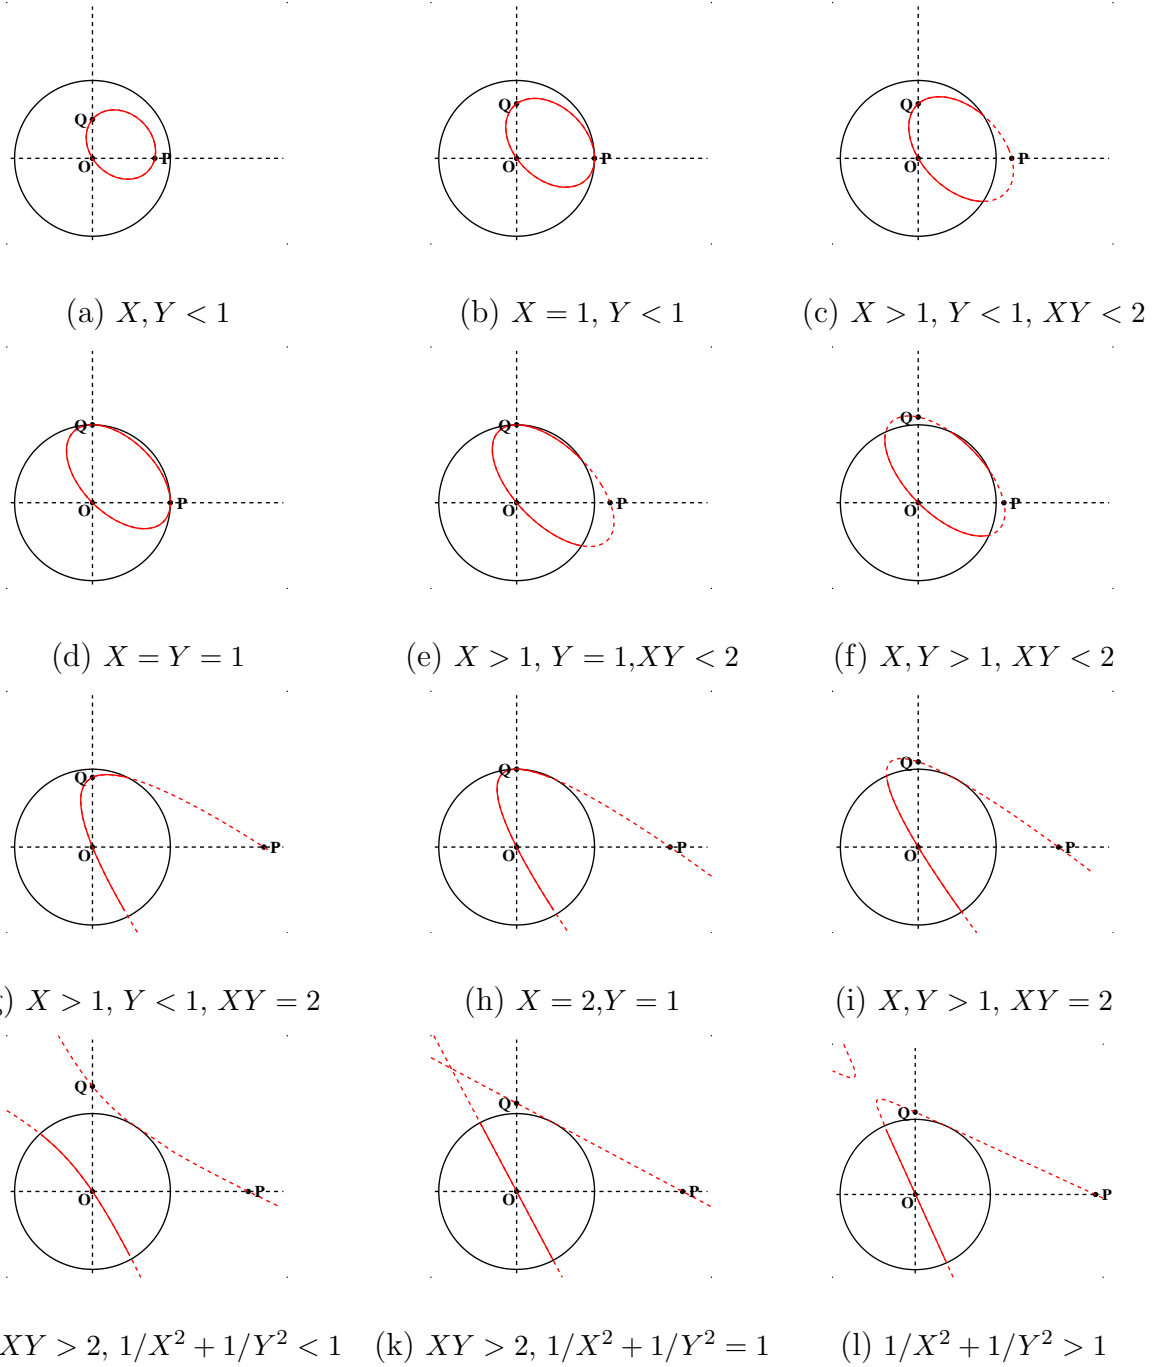 Q O P Q O P Q O P
(a) X, Y < 1 (b) X = 1, Y < 1 (c) X > 1, Y < 1, XY < 2
Q O P Q O P Q O P
(d) X = Y = 1 (e) X > 1, Y = 1,XY < 2 (f) X, Y > 1, XY < 2
Q O P Q O P Q O P
) X > 1, Y < 1, XY = 2 (h) X = 2,Y = 1 (i) X, Y > 1, XY = 2
Q O P Q O P Q O P
XY > 2, 1/X² + 1/Y² < 1 (k) XY > 2, 1/X² + 1/Y² = 1 (l) 1/X² + 1/Y² > 1